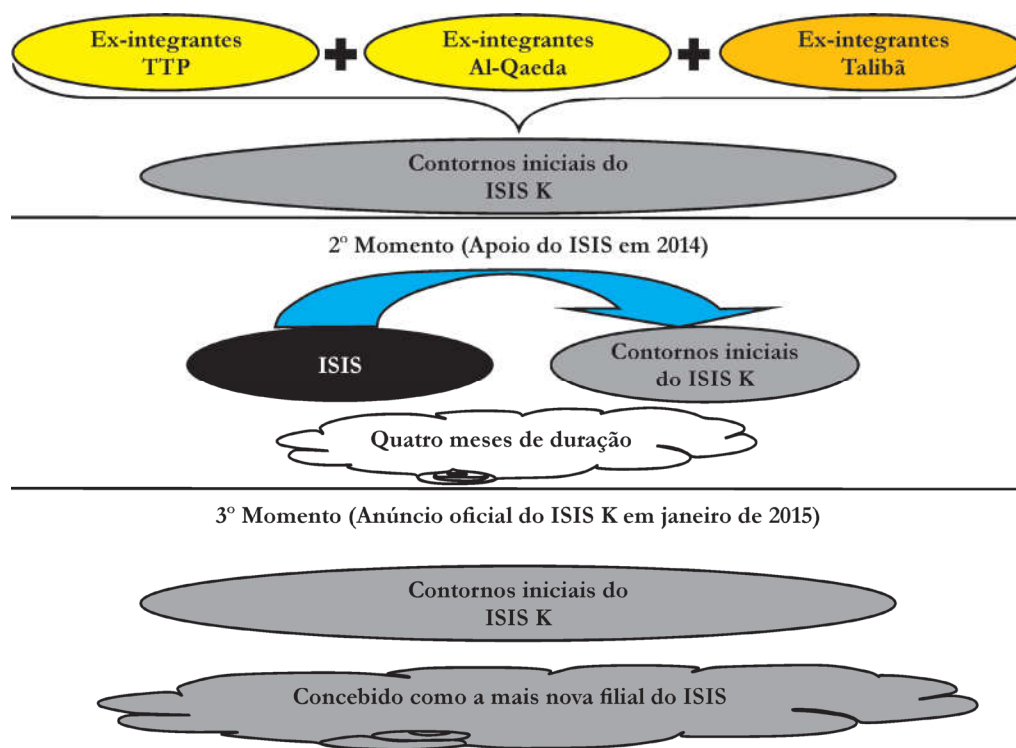 Ex-integrantes
TTP
Ex-integrantes
Al-Qaeda
Ex-integrantes
Talibã
Contornos iniciais do
ISIS K
2º Momento (Apoio do ISIS em 2014)
ISIS
Contornos iniciais
do ISIS K
Quatro meses de duração
3º Momento (Anúncio oficial do ISIS K em janeiro de 2015)
Contornos iniciais do
ISIS K
Concebido como a mais nova filial do ISIS